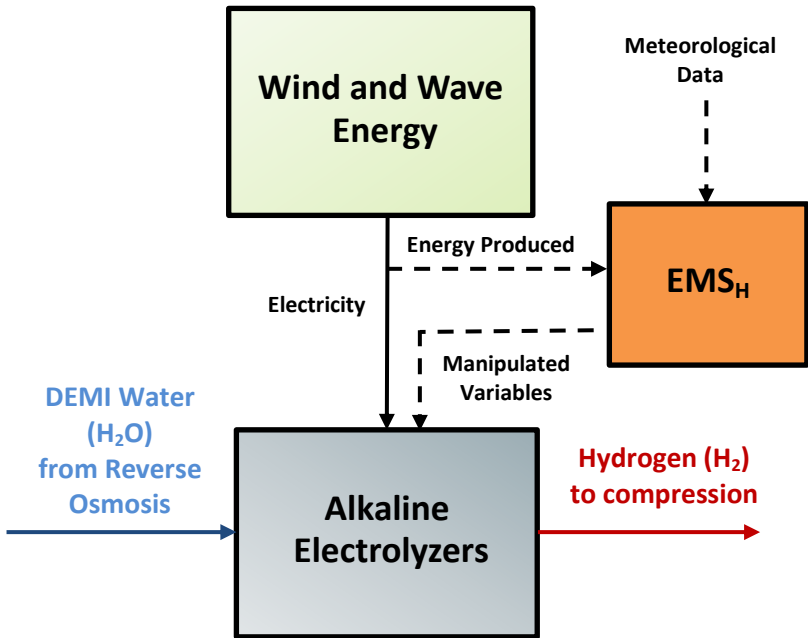 Wind and Wave
Energy
Meteorological
Data
Energy Produced
EMS_H
Electricity
Manipulated
Variables
DEMI Water
(H₂O)
from Reverse
Osmosis
Alkaline
Electrolyzers
Hydrogen (H₂)
to compression